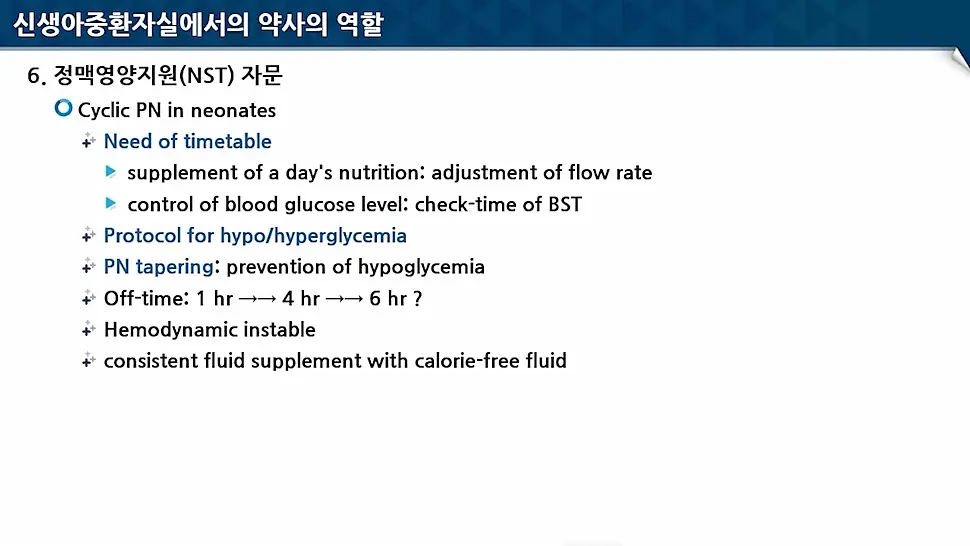 신생아중환자실에서의 약사의 역할
6. 정맥영양지원(NST) 자문
Cyclic PN in neonates
Need of timetable
supplement of a day's nutrition: adjustment of flow rate
control of blood glucose level: check-time of BST
Protocol for hypo/hyperglycemia
PN tapering: prevention of hypoglycemia
Off-time: 1 hr →→ 4 hr →→ 6 hr ?
Hemodynamic instable
consistent fluid supplement with calorie-free fluid